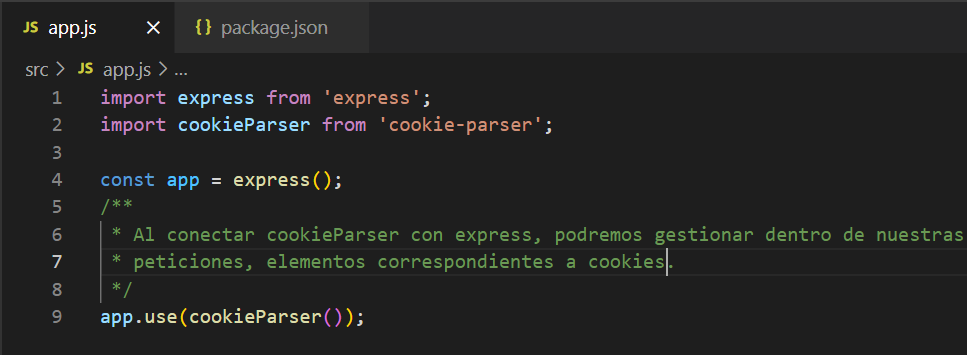 JS app.js ×
{} package.json
src > JS app.js > ...
1 import express from 'express';
2 import cookieParser from 'cookie-parser';
3
4 const app = express();
5 /**
6  * Al conectar cookieParser con express, podremos gestionar dentro de nuestras
7  * peticiones, elementos correspondientes a cookies.
8  */
9 app.use(cookieParser());